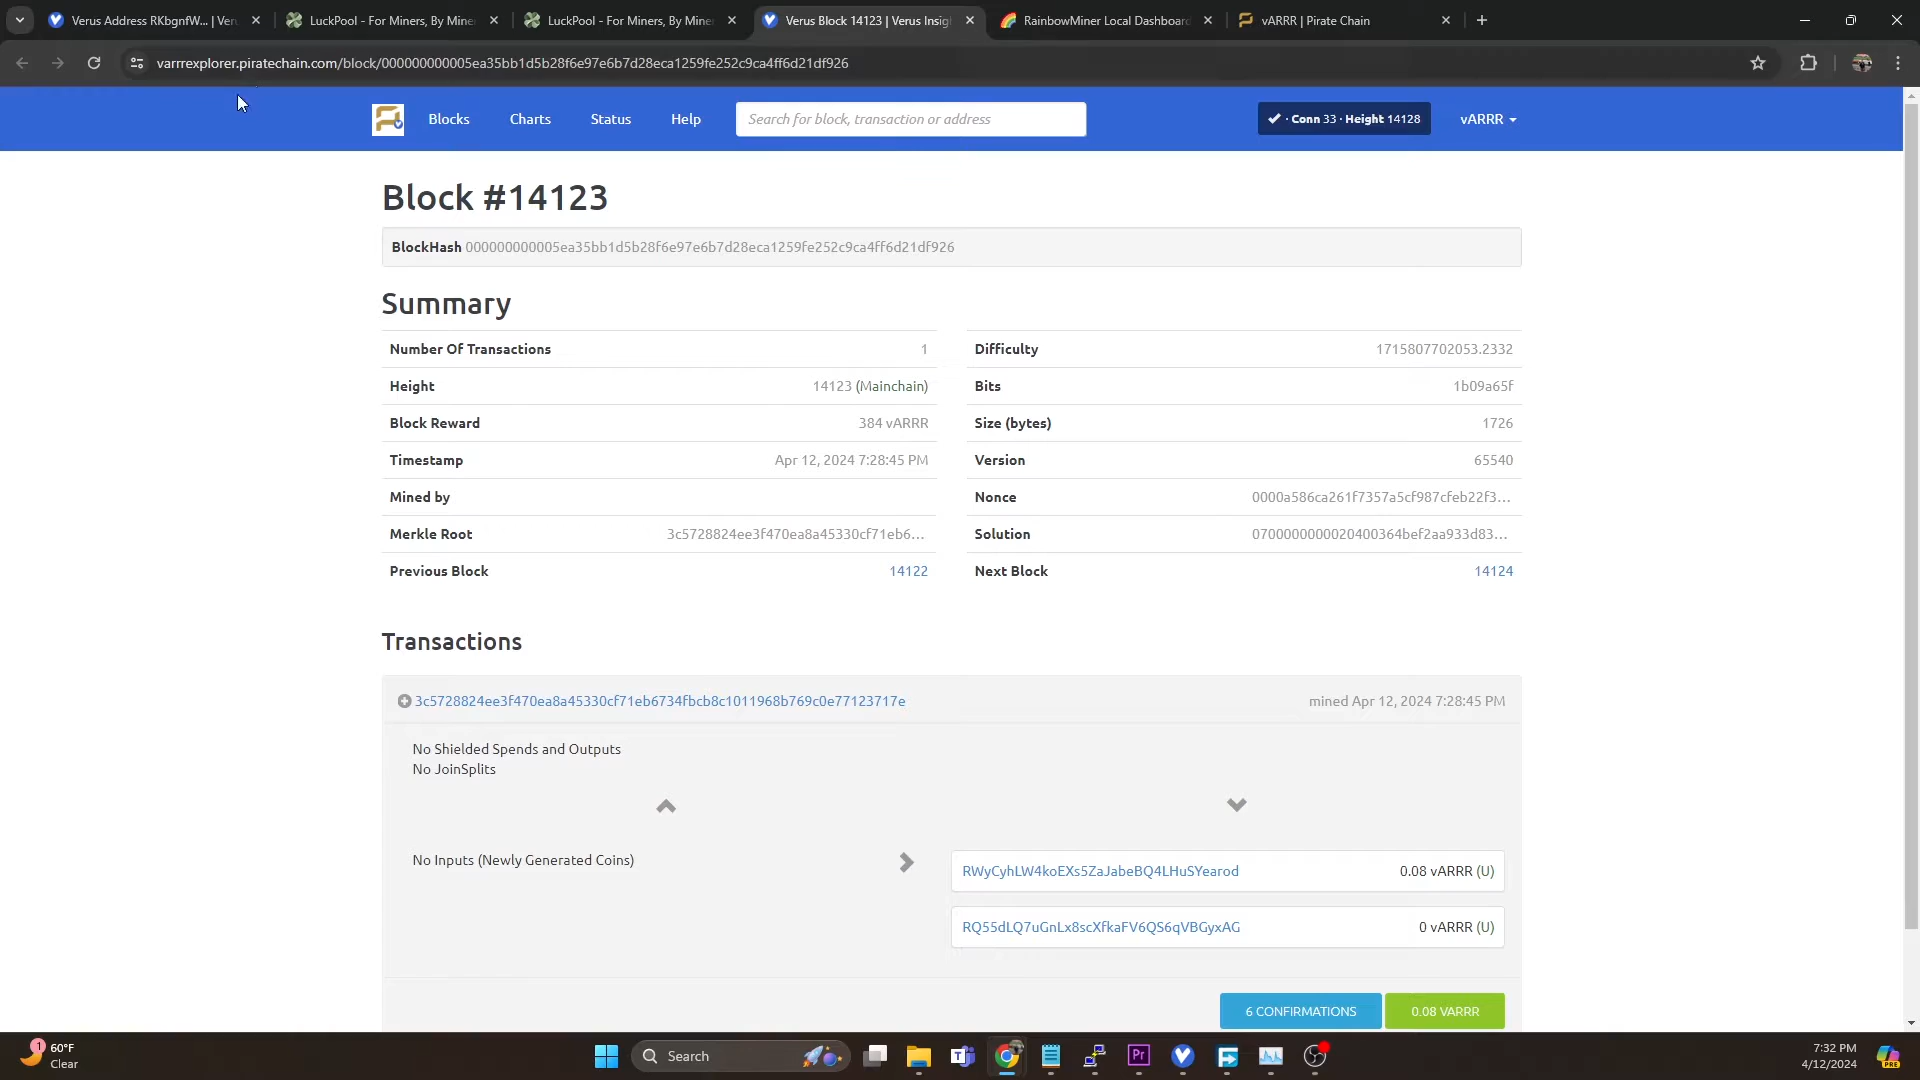 Verus Address RKbgnfW... | Veru
LuckPool - For Miners, By Miner
LuckPool - For Miners, By Miner
Verus Block 14123 | Verus Insigh
RainbowMiner Local Dashboard
vARRR | Pirate Chain
varrrexplorer.piratechain.com/block/000000000005ea35bb1d5b28f6e97e6b7d28eca1259fe252c9ca4ff6d21df926
Blocks
Charts
Status
Help
Search for block, transaction or address
· Conn 33 · Height 14128
vARRR
Block #14123
BlockHash 000000000005ea35bb1d5b28f6e97e6b7d28eca1259fe252c9ca4ff6d21df926
Summary
Number Of Transactions 1
Height 14123 (Mainchain)
Block Reward 384 vARRR
Timestamp Apr 12, 2024 7:28:45 PM
Mined by
Merkle Root 3c5728824ee3f470ea8a45330cf71eb6...
Previous Block 14122
Difficulty 1715807702053.2332
Bits 1b09a65f
Size (bytes) 1726
Version 65540
Nonce 0000a586ca261f7357a5cf987cfeb22f3...
Solution 0700000000020400364bef2aa933d83...
Next Block 14124
Transactions
3c5728824ee3f470ea8a45330cf71eb6734fbcb8c1011968b769c0e77123717e
mined Apr 12, 2024 7:28:45 PM
No Shielded Spends and Outputs
No JoinSplits
No Inputs (Newly Generated Coins)
RWyCyhLW4koEXs5ZaJabeBQ4LHuSYearod 0.08 vARRR (U)
RQ55dLQ7uGnLx8scXfkaFV6QS6qVBGyxAG 0 vARRR (U)
6 CONFIRMATIONS
0.08 VARRR
1
60°F
Clear
Search
Pr
7:32 PM
4/12/2024
PRE